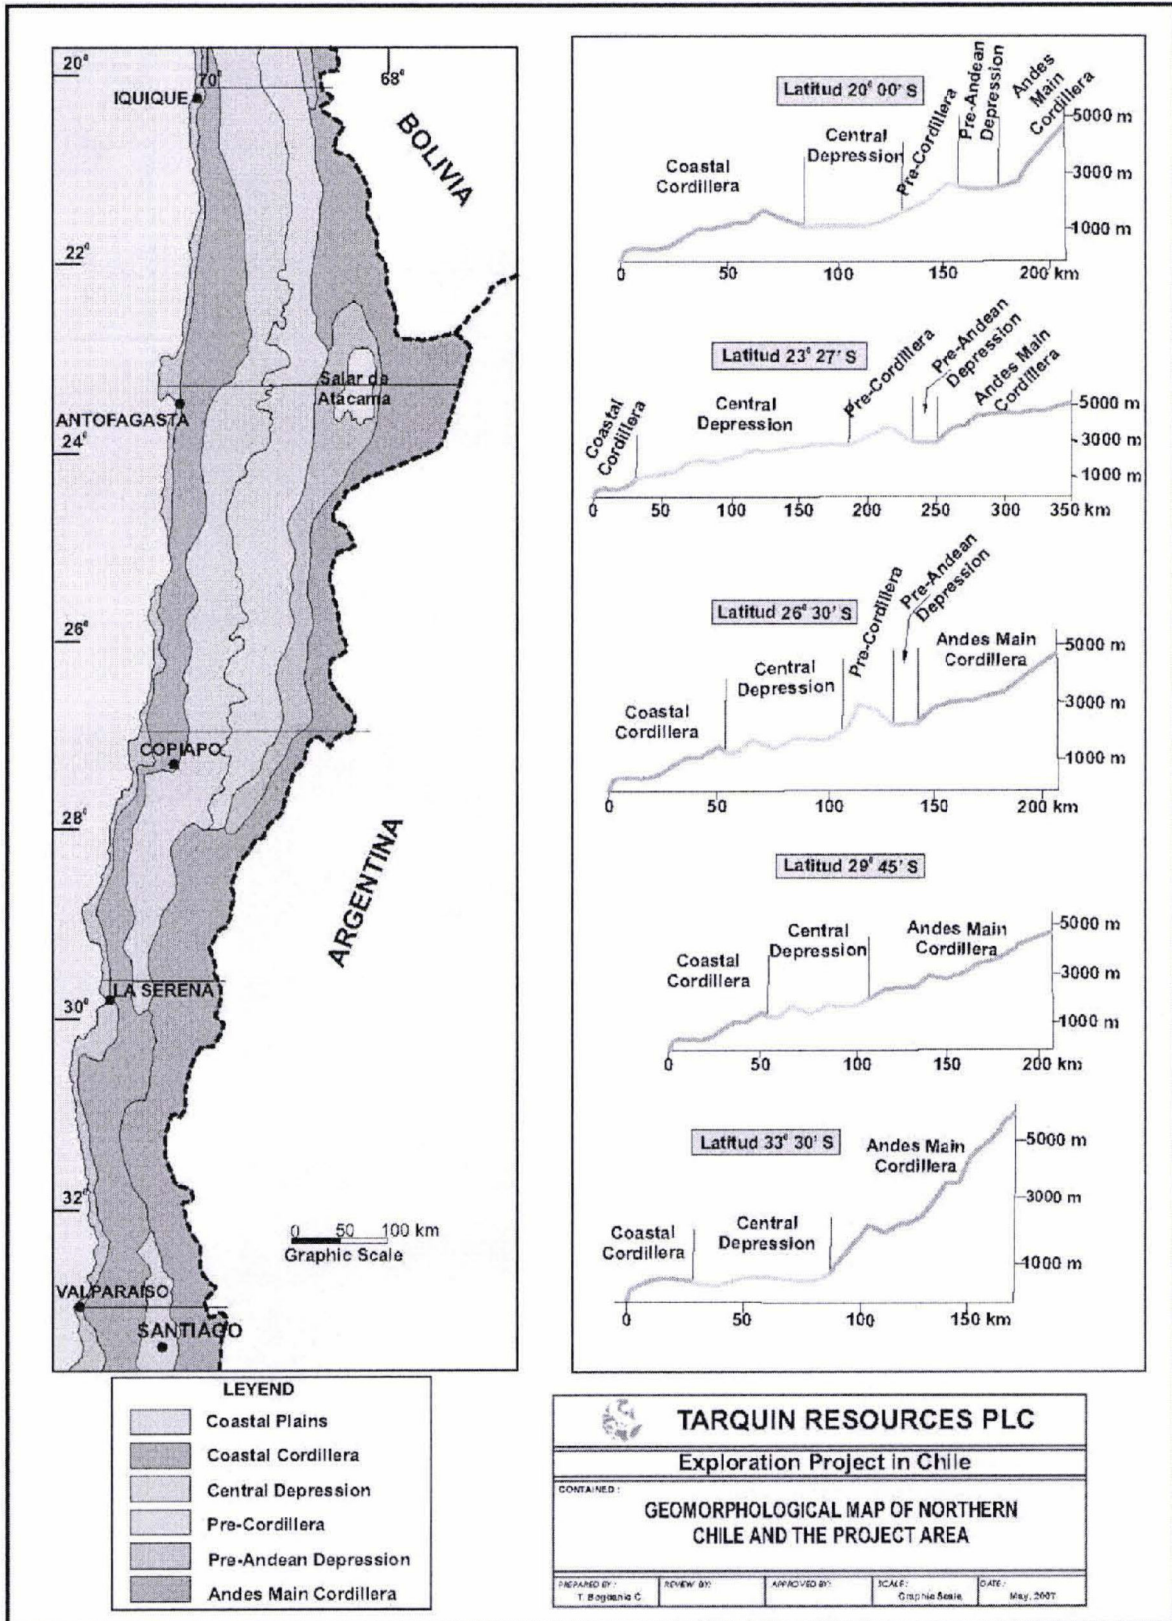 20°
70°
68°
IQUIQUE
BOLIVIA
22°
Salar de
Atacama
ANTOFAGASTA
24°
26°
COPIAPO
28°
ARGENTINA
LA SERENA
30°
32°
0 50 100 km
Graphic Scale
VALPARAISO
SANTIAGO
LEYEND
Coastal Plains
Coastal Cordillera
Central Depression
Pre-Cordillera
Pre-Andean Depression
Andes Main Cordillera
Latitud 20° 00' S
Coastal
Cordillera
Central
Depression
Pre-Cordillera
Pre-Andean
Depression
Andes
Main
Cordillera
5000 m
3000 m
1000 m
0 50 100 150 200 km
Latitud 23° 27' S
Coastal
Cordillera
Central
Depression
Pre-Cordillera
Pre-Andean
Depression
Andes Main
Cordillera
5000 m
3000 m
1000 m
0 50 100 150 200 250 300 350 km
Latitud 26° 30' S
Coastal
Cordillera
Central
Depression
Pre-Cordillera
Pre-Andean
Depression
Andes Main
Cordillera
5000 m
3000 m
1000 m
0 50 100 150 200 km
Latitud 29° 45' S
Coastal
Cordillera
Central
Depression
Andes Main
Cordillera
5000 m
3000 m
1000 m
0 50 100 150 200 km
Latitud 33° 30' S
Coastal
Cordillera
Central
Depression
Andes Main
Cordillera
5000 m
3000 m
1000 m
0 50 100 150 km
TARQUIN RESOURCES PLC
Exploration Project in Chile
CONTAINED :
GEOMORPHOLOGICAL MAP OF NORTHERN
CHILE AND THE PROJECT AREA
PREPARED BY :
T. C
REVIEW BY:
APPROVED BY:
SCALE :
Graphic Scale
DATE :
May, 2007